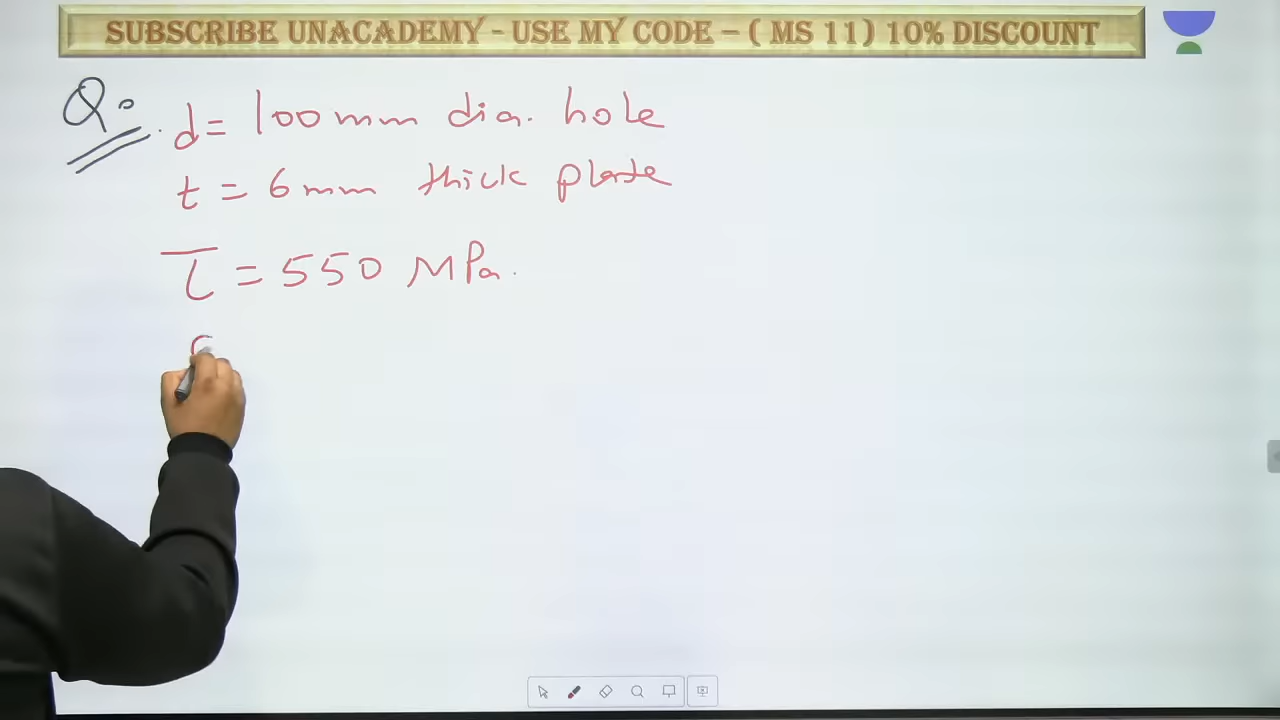 SUBSCRIBE UNACADEMY - USE MY CODE – ( MS 11) 10% DISCOUNT
Q.
d = 100 mm dia. hole
t = 6 mm thick plate
τ = 550 MPa.